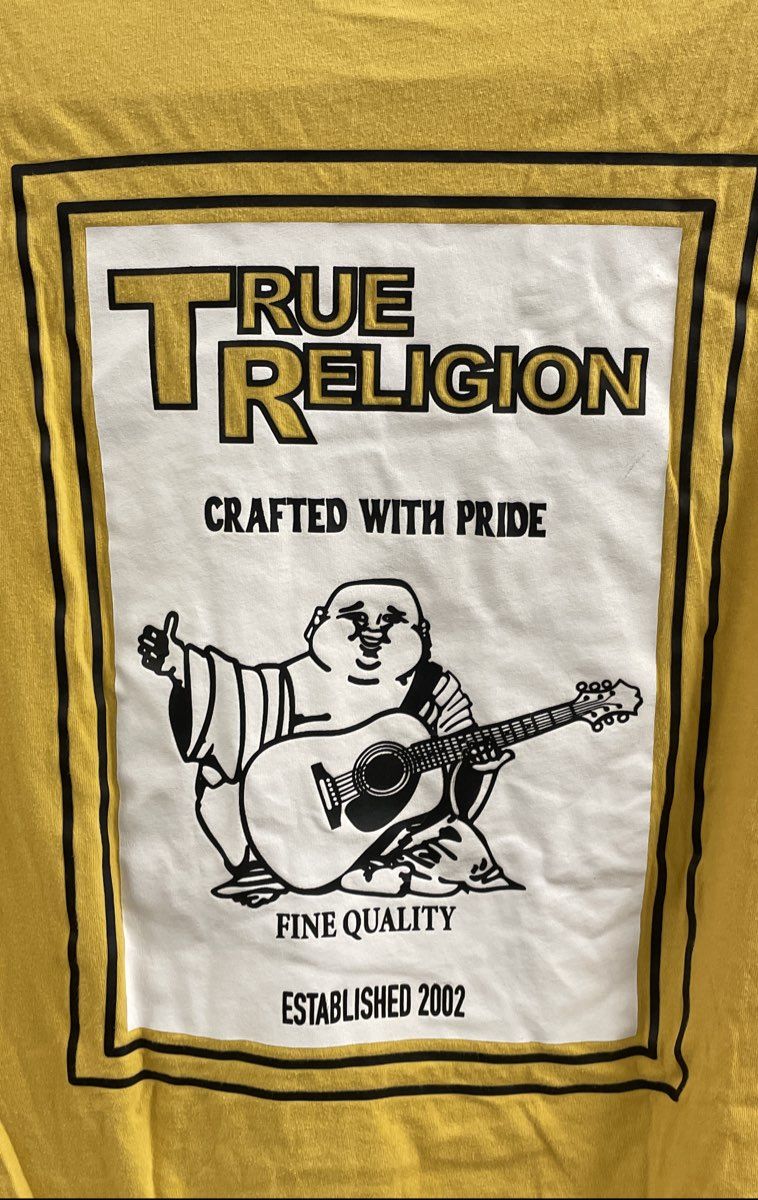 TRUE
RELIGION
CRAFTED WITH PRIDE
FINE QUALITY
ESTABLISHED 2002